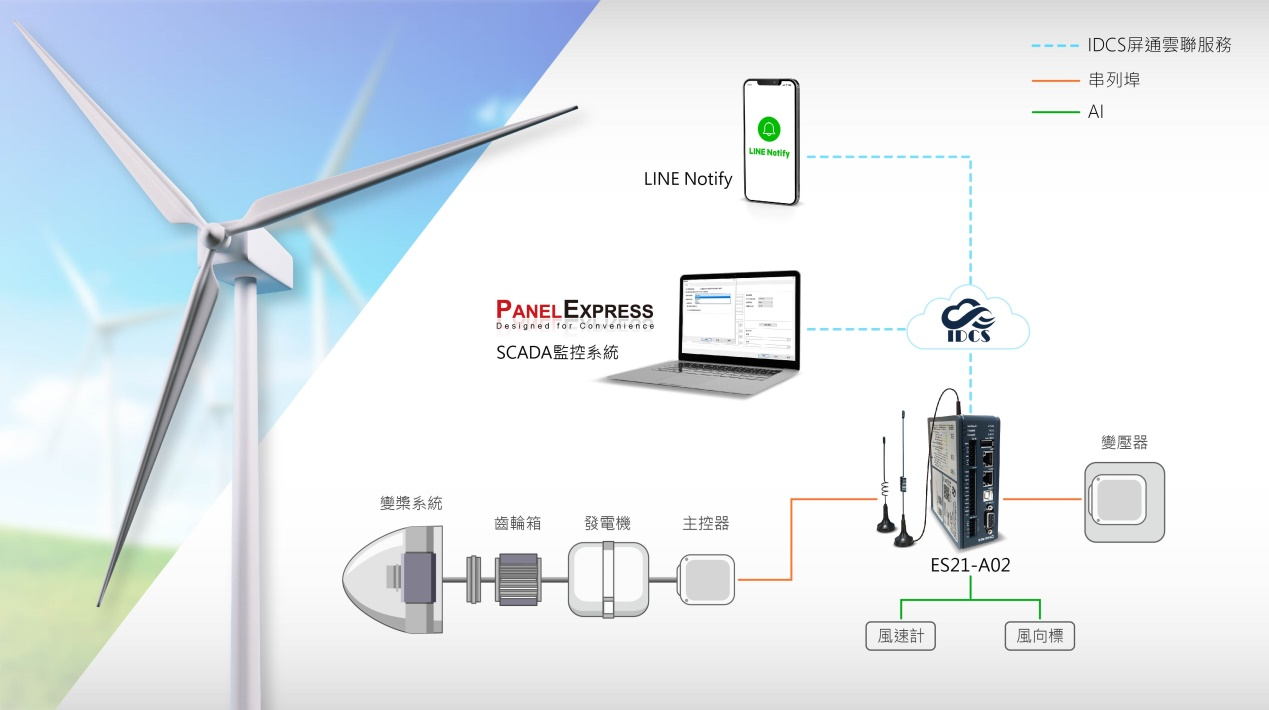 IDCS屏通雲聯服務
串列埠
AI
LINE Notify
LINE Notify
PANELEXPRESS
Designed for Convenience
SCADA監控系統
IDCS
變壓器
變槳系統
齒輪箱
發電機
主控器
ES21-A02
風速計
風向標